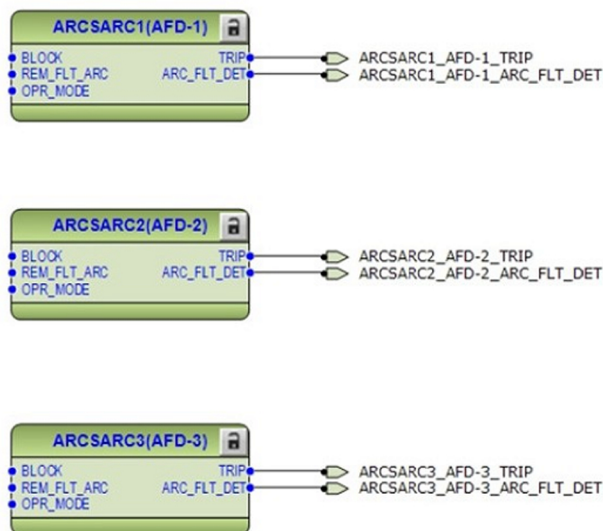 ARCSARC1(AFD-1)
BLOCK TRIP ARCSARC1_AFD-1_TRIP
REM_FLT_ARC ARC_FLT_DET ARCSARC1_AFD-1_ARC_FLT_DET
OPR_MODE
ARCSARC2(AFD-2)
BLOCK TRIP ARCSARC2_AFD-2_TRIP
REM_FLT_ARC ARC_FLT_DET ARCSARC2_AFD-2_ARC_FLT_DET
OPR_MODE
ARCSARC3(AFD-3)
BLOCK TRIP ARCSARC3_AFD-3_TRIP
REM_FLT_ARC ARC_FLT_DET ARCSARC3_AFD-3_ARC_FLT_DET
OPR_MODE